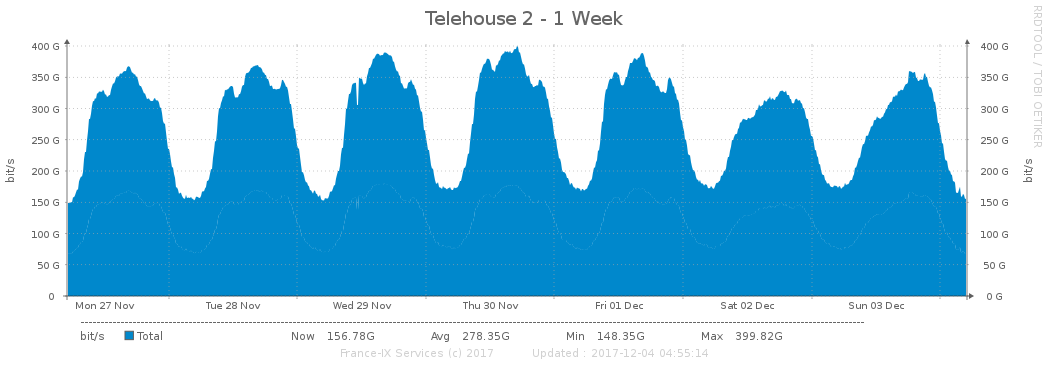 Telehouse 2 - 1 Week
RRDTOOL / TOBI OETIKER
bit/s
400 G 400 G
350 G 350 G
300 G 300 G
250 G 250 G
200 G 200 G
150 G 150 G
100 G 100 G
50 G 50 G
0 0 G
bit/s
Mon 27 Nov Tue 28 Nov Wed 29 Nov Thu 30 Nov Fri 01 Dec Sat 02 Dec Sun 03 Dec
bit/s Total Now 156.78G Avg 278.35G Min 148.35G Max 399.82G
France-IX Services (c) 2017 Updated : 2017-12-04 04:55:14